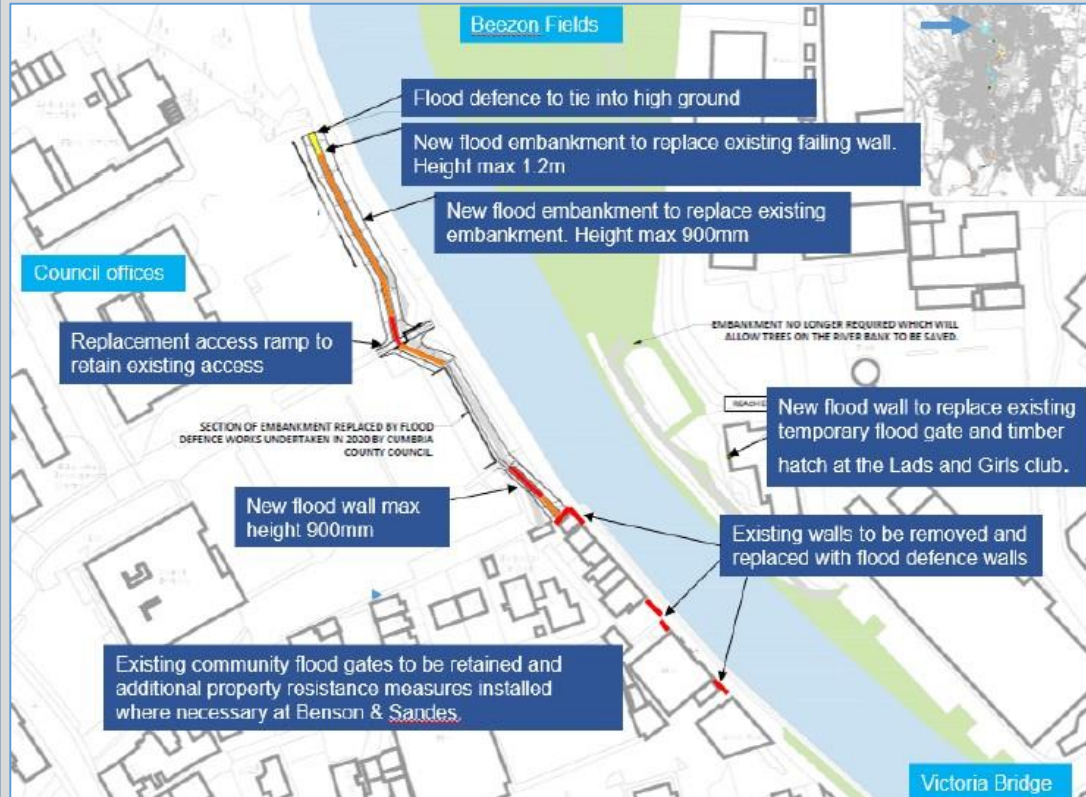 Beezon Fields
Flood defence to tie into high ground
New flood embankment to replace existing failing wall.
Height max 1.2m
New flood embankment to replace existing
embankment. Height max 900mm
Council offices
Replacement access ramp to
retain existing access
EMBANKMENT NO LONGER REQUIRED WHICH WILL
ALLOW TREES ON THE RIVER BANK TO BE SAVED.
SECTION OF EMBANKMENT REPLACED BY FLOOD
DEFENCE WORKS UNDERTAKEN IN 2020 BY CUMBRIA
COUNTY COUNCIL.
New flood wall to replace existing
temporary flood gate and timber
hatch at the Lads and Girls club.
New flood wall max
height 900mm
Existing walls to be removed and
replaced with flood defence walls
Existing community flood gates to be retained and
additional property resistance measures installed
where necessary at Benson & Sandes
Victoria Bridge